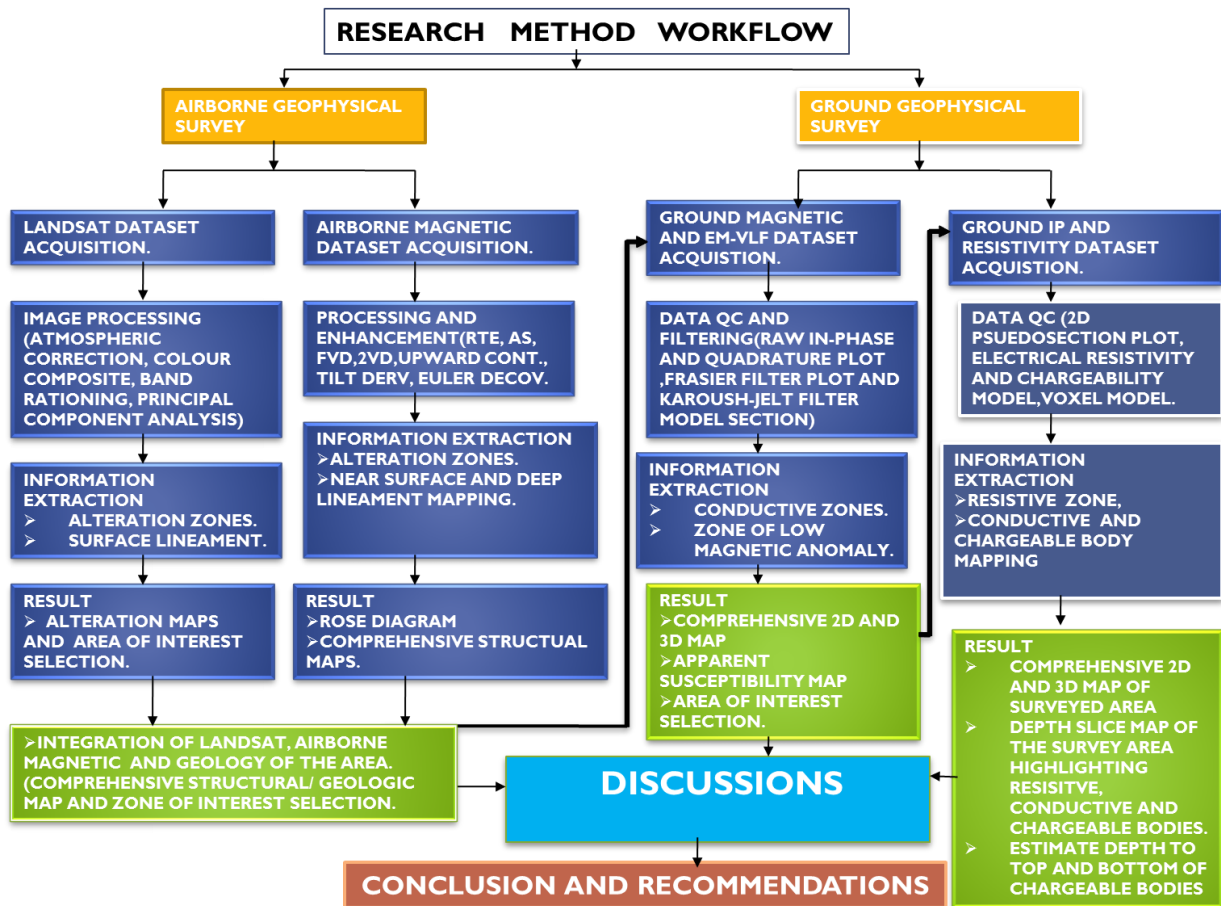 RESEARCH METHOD WORKFLOW
AIRBORNE GEOPHYSICAL
SURVEY
GROUND GEOPHYSICAL
SURVEY
LANDSAT DATASET
ACQUISITION.
AIRBORNE MAGNETIC
DATASET ACQUISITION.
GROUND MAGNETIC
AND EM-VLF DATASET
ACQUISTION.
GROUND IP AND
RESISTIVITY DATASET
ACQUISTION.
IMAGE PROCESSING
(ATMOSPHERIC
CORRECTION, COLOUR
COMPOSITE, BAND
RATIONING, PRINCIPAL
COMPONENT ANALYSIS)
PROCESSING AND
ENHANCEMENT(RTE, AS,
FVD,2VD,UPWARD CONT.,
TILT DERV, EULER DECOV.
DATA QC AND
FILTERING(RAW IN-PHASE
AND QUADRATURE PLOT
,FRASIER FILTER PLOT AND
KAROUSH-JELT FILTER
MODEL SECTION)
DATA QC (2D
PSUEDOSECTION PLOT,
ELECTRICAL RESISTIVITY
AND CHARGEABILITY
MODEL,VOXEL MODEL.
INFORMATION
EXTRACTION
➢ ALTERATION ZONES.
➢ SURFACE LINEAMENT.
INFORMATION EXTRACTION
➢ALTERATION ZONES.
➢NEAR SURFACE AND DEEP
LINEAMENT MAPPING.
INFORMATION
EXTRACTION
➢ CONDUCTIVE ZONES.
➢ ZONE OF LOW
MAGNETIC ANOMALY.
INFORMATION
EXTRACTION
➢RESISTIVE ZONE,
➢CONDUCTIVE AND
CHARGEABLE BODY
MAPPING
RESULT
➢ ALTERATION MAPS
AND AREA OF INTEREST
SELECTION.
RESULT
➢ROSE DIAGRAM
➢COMPREHENSIVE STRUCTUAL
MAPS.
RESULT
➢COMPREHENSIVE 2D AND
3D MAP
➢APPARENT
SUSCEPTIBILITY MAP
➢AREA OF INTEREST
SELECTION.
RESULT
➢ COMPREHENSIVE 2D
AND 3D MAP OF
SURVEYED AREA
➢ DEPTH SLICE MAP OF
THE SURVEY AREA
HIGHLIGHTING
RESISITVE,
CONDUCTIVE AND
CHARGEABLE BODIES.
➢ ESTIMATE DEPTH TO
TOP AND BOTTOM OF
CHARGEABLE BODIES
➢INTEGRATION OF LANDSAT, AIRBORNE
MAGNETIC AND GEOLOGY OF THE AREA.
(COMPREHENSIVE STRUCTURAL/ GEOLOGIC
MAP AND ZONE OF INTEREST SELECTION.
DISCUSSIONS
CONCLUSION AND RECOMMENDATIONS